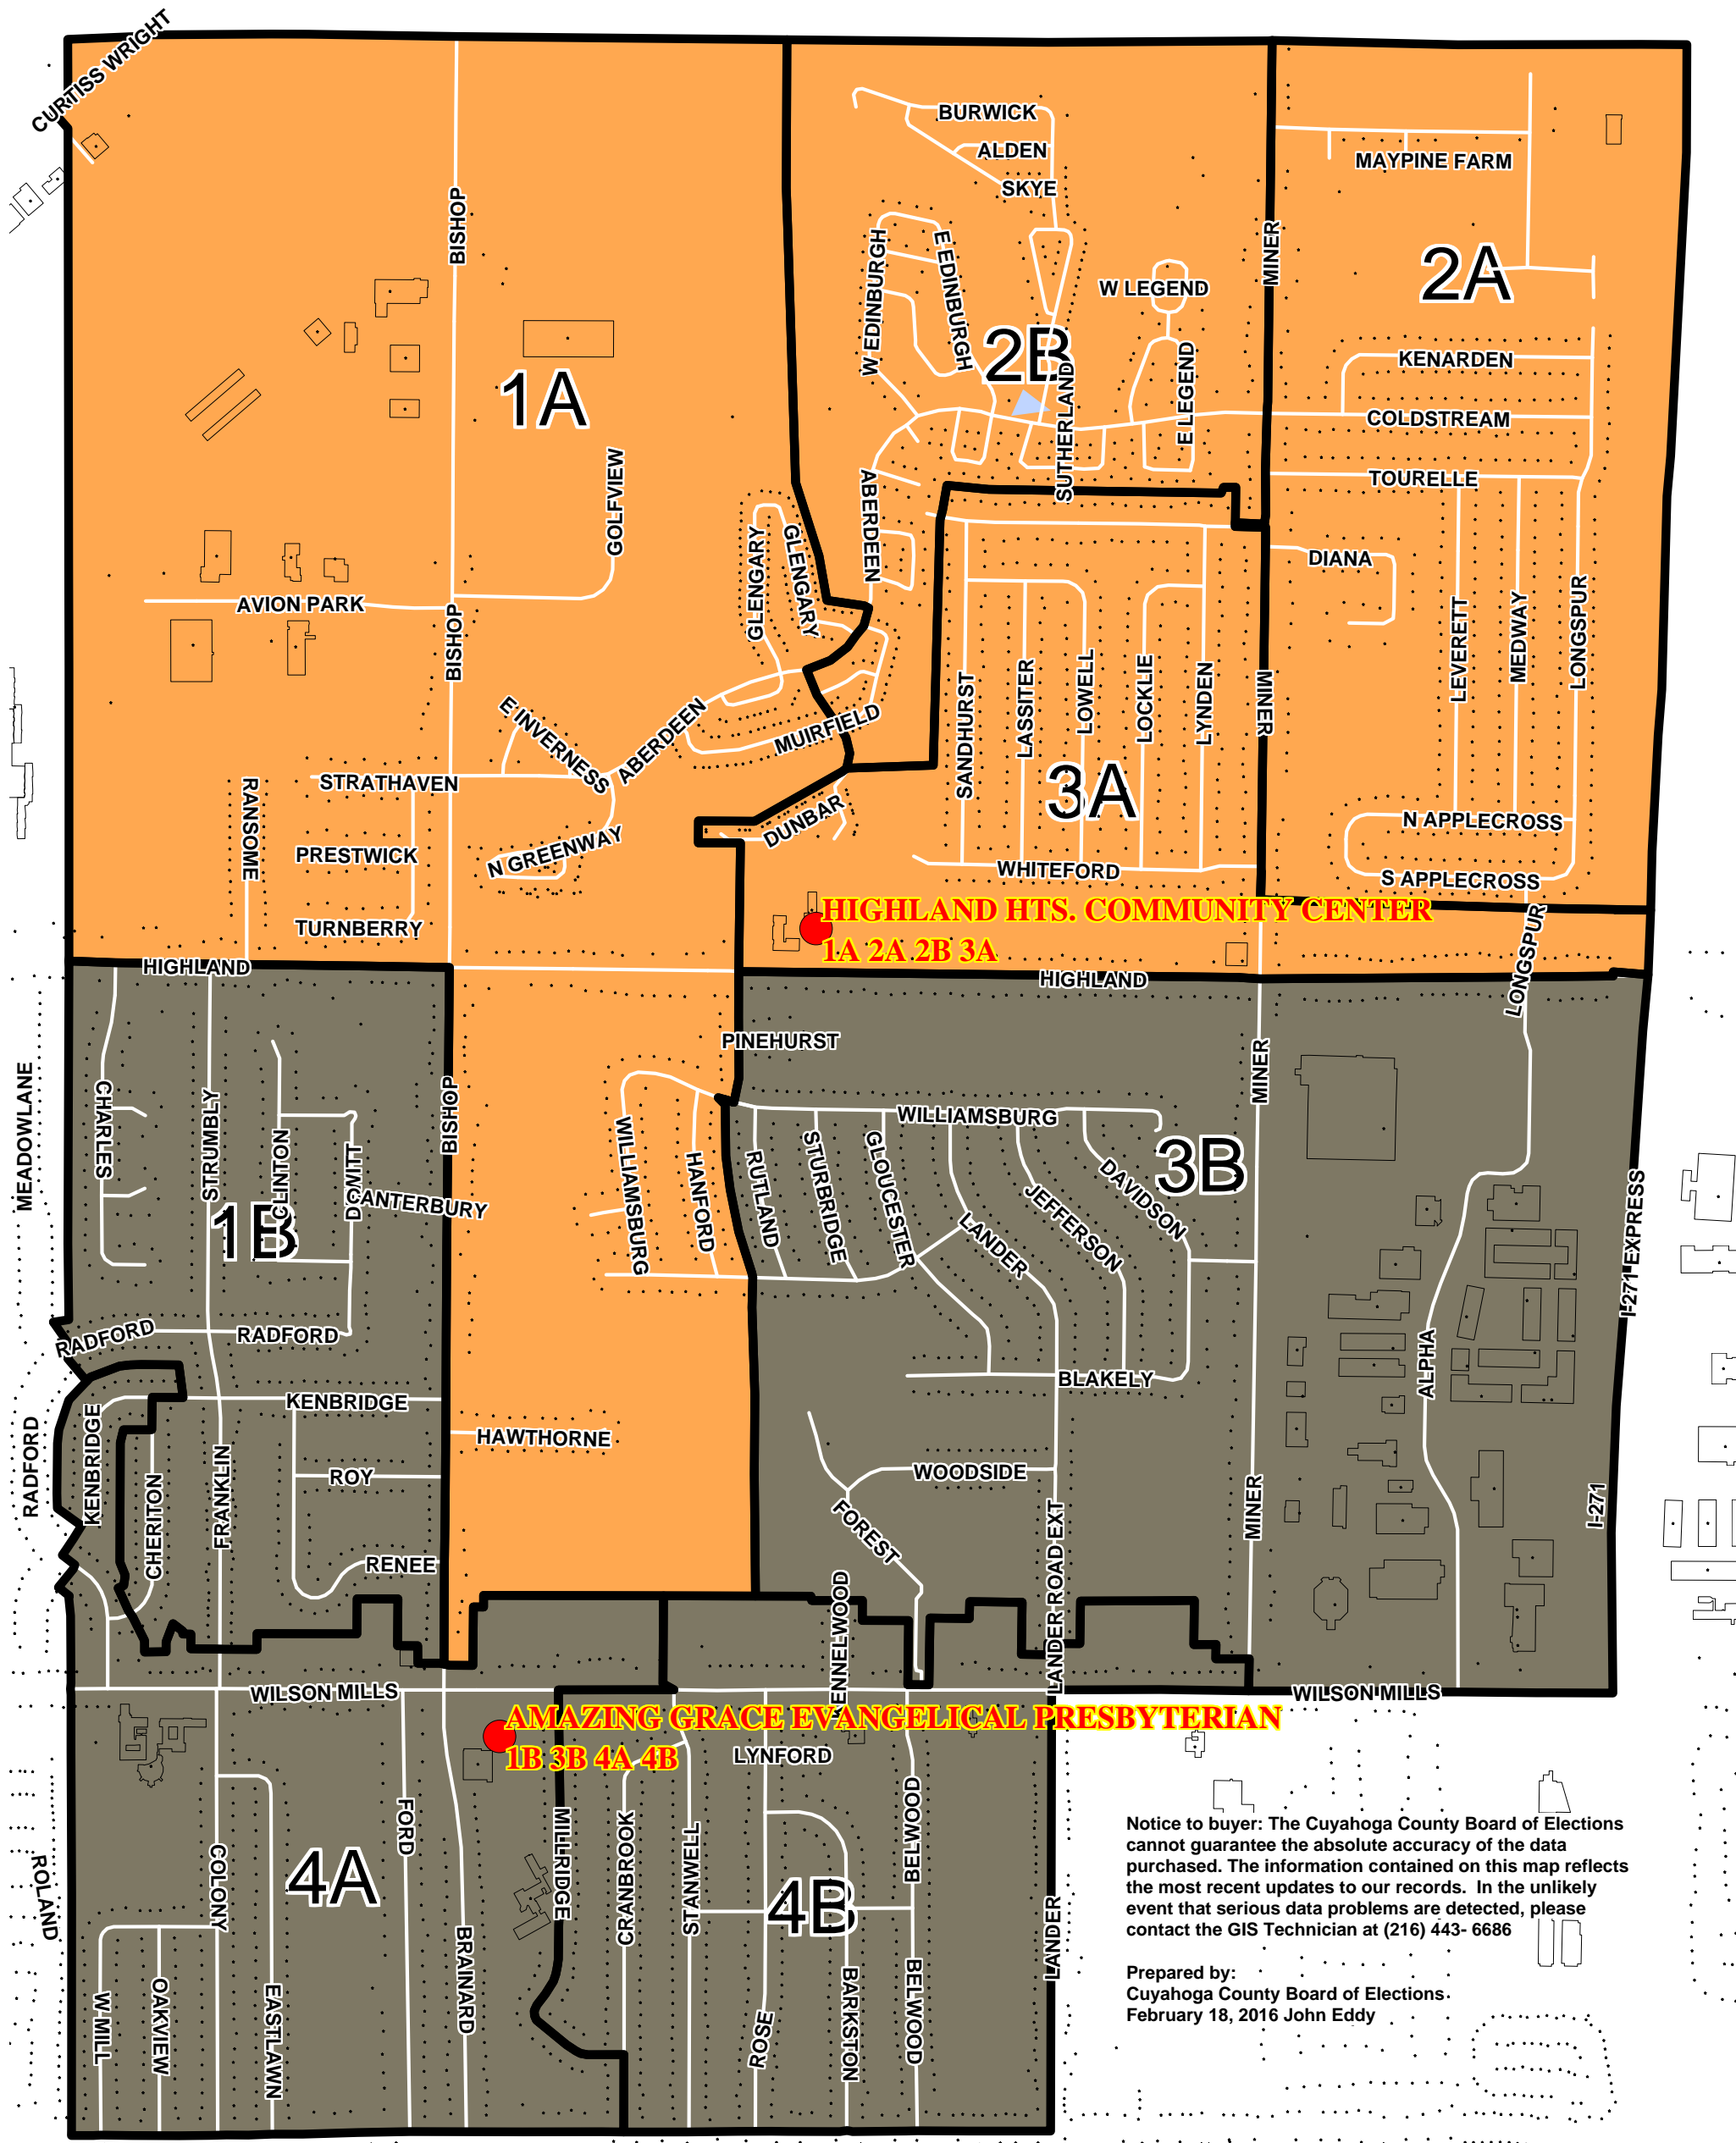 CURTISS WRIGHT
BURWICK
ALDEN
SKYE
MAYPINE FARM
BISHOP
W EDINBURGH
E EDINBURGH
W LEGEND
MINER
2A
2B
KENARDEN
1A
SUTHERLAND
E LEGEND
COLDSTREAM
GOLFVIEW
ABERDEEN
TOURELLE
GLENGARY
GLENGARY
DIANA
AVION PARK
BISHOP
LEVERETT
MEDWAY
LONGSPUR
SANDHURST
LASSITER
LOWELL
LOCKLIE
LYNDEN
MINER
E INVERNESS
ABERDEEN
MUIRFIELD
STRATHAVEN
RANSOME
3A
DUNBAR
N APPLECROSS
PRESTWICK
N GREENWAY
WHITEFORD
S APPLECROSS
HIGHLAND HTS. COMMUNITY CENTER
1A 2A 2B 3A
TURNBERRY
HIGHLAND
HIGHLAND
LONGSPUR
PINEHURST
MEADOWLANE
CHARLES
STRUMBLY
CLINTON
DEWITT
CANTERBURY
BISHOP
MINER
WILLIAMSBURG
WILLIAMSBURG
HANFORD
RUTLAND
STURBRIDGE
GLOUCESTER
LANDER
JEFFERSON
DAVIDSON
3B
1B
I-271 EXPRESS
RADFORD
RADFORD
ALPHA
BLAKELY
KENBRIDGE
KENBRIDGE
RADFORD
HAWTHORNE
CHERITON
FRANKLIN
ROY
WOODSIDE
FOREST
MINER
I-271
RENEE
KENNELWOOD
LANDER ROAD EXT
WILSON MILLS
WILSON MILLS
AMAZING GRACE EVANGELICAL PRESBYTERIAN
1B 3B 4A 4B
LYNFORD
ROLAND
COLONY
FORD
MILLRIDGE
CRANBROOK
STANWELL
BELWOOD
4A
4B
LANDER
W MILL
OAKVIEW
EASTLAWN
BRAINARD
ROSE
BARKSTON
BELWOOD
Notice to buyer: The Cuyahoga County Board of Elections
cannot guarantee the absolute accuracy of the data
purchased. The information contained on this map reflects
the most recent updates to our records. In the unlikely
event that serious data problems are detected, please
contact the GIS Technician at (216) 443- 6686
Prepared by:
Cuyahoga County Board of Elections
February 18, 2016 John Eddy